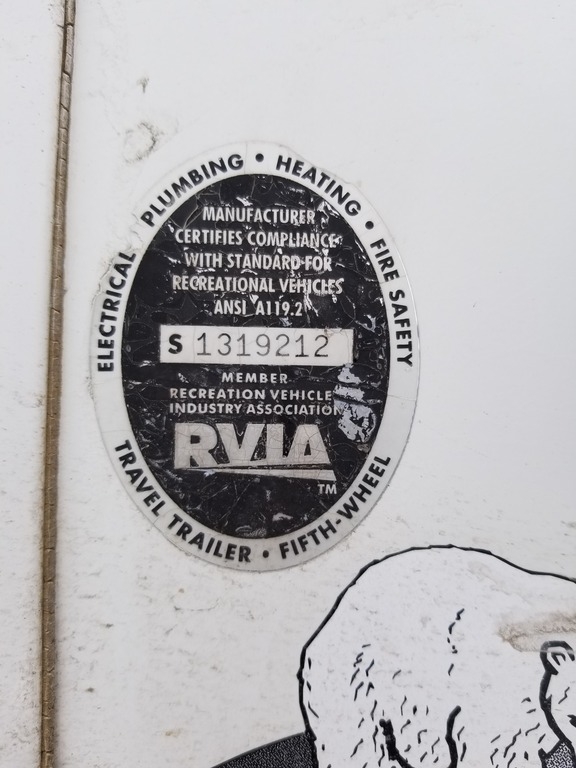 ELECTRICAL PLUMBING • HEATING • FIRE SAFETY
MANUFACTURER
CERTIFIES COMPLIANCE
WITH STANDARD FOR
RECREATIONAL VEHICLES
ANSI A119.2
S 1319212
MEMBER
RECREATION VEHICLE
INDUSTRY ASSOCIATION
RVIA
TM
TRAVEL TRAILER • FIFTH-WHEEL